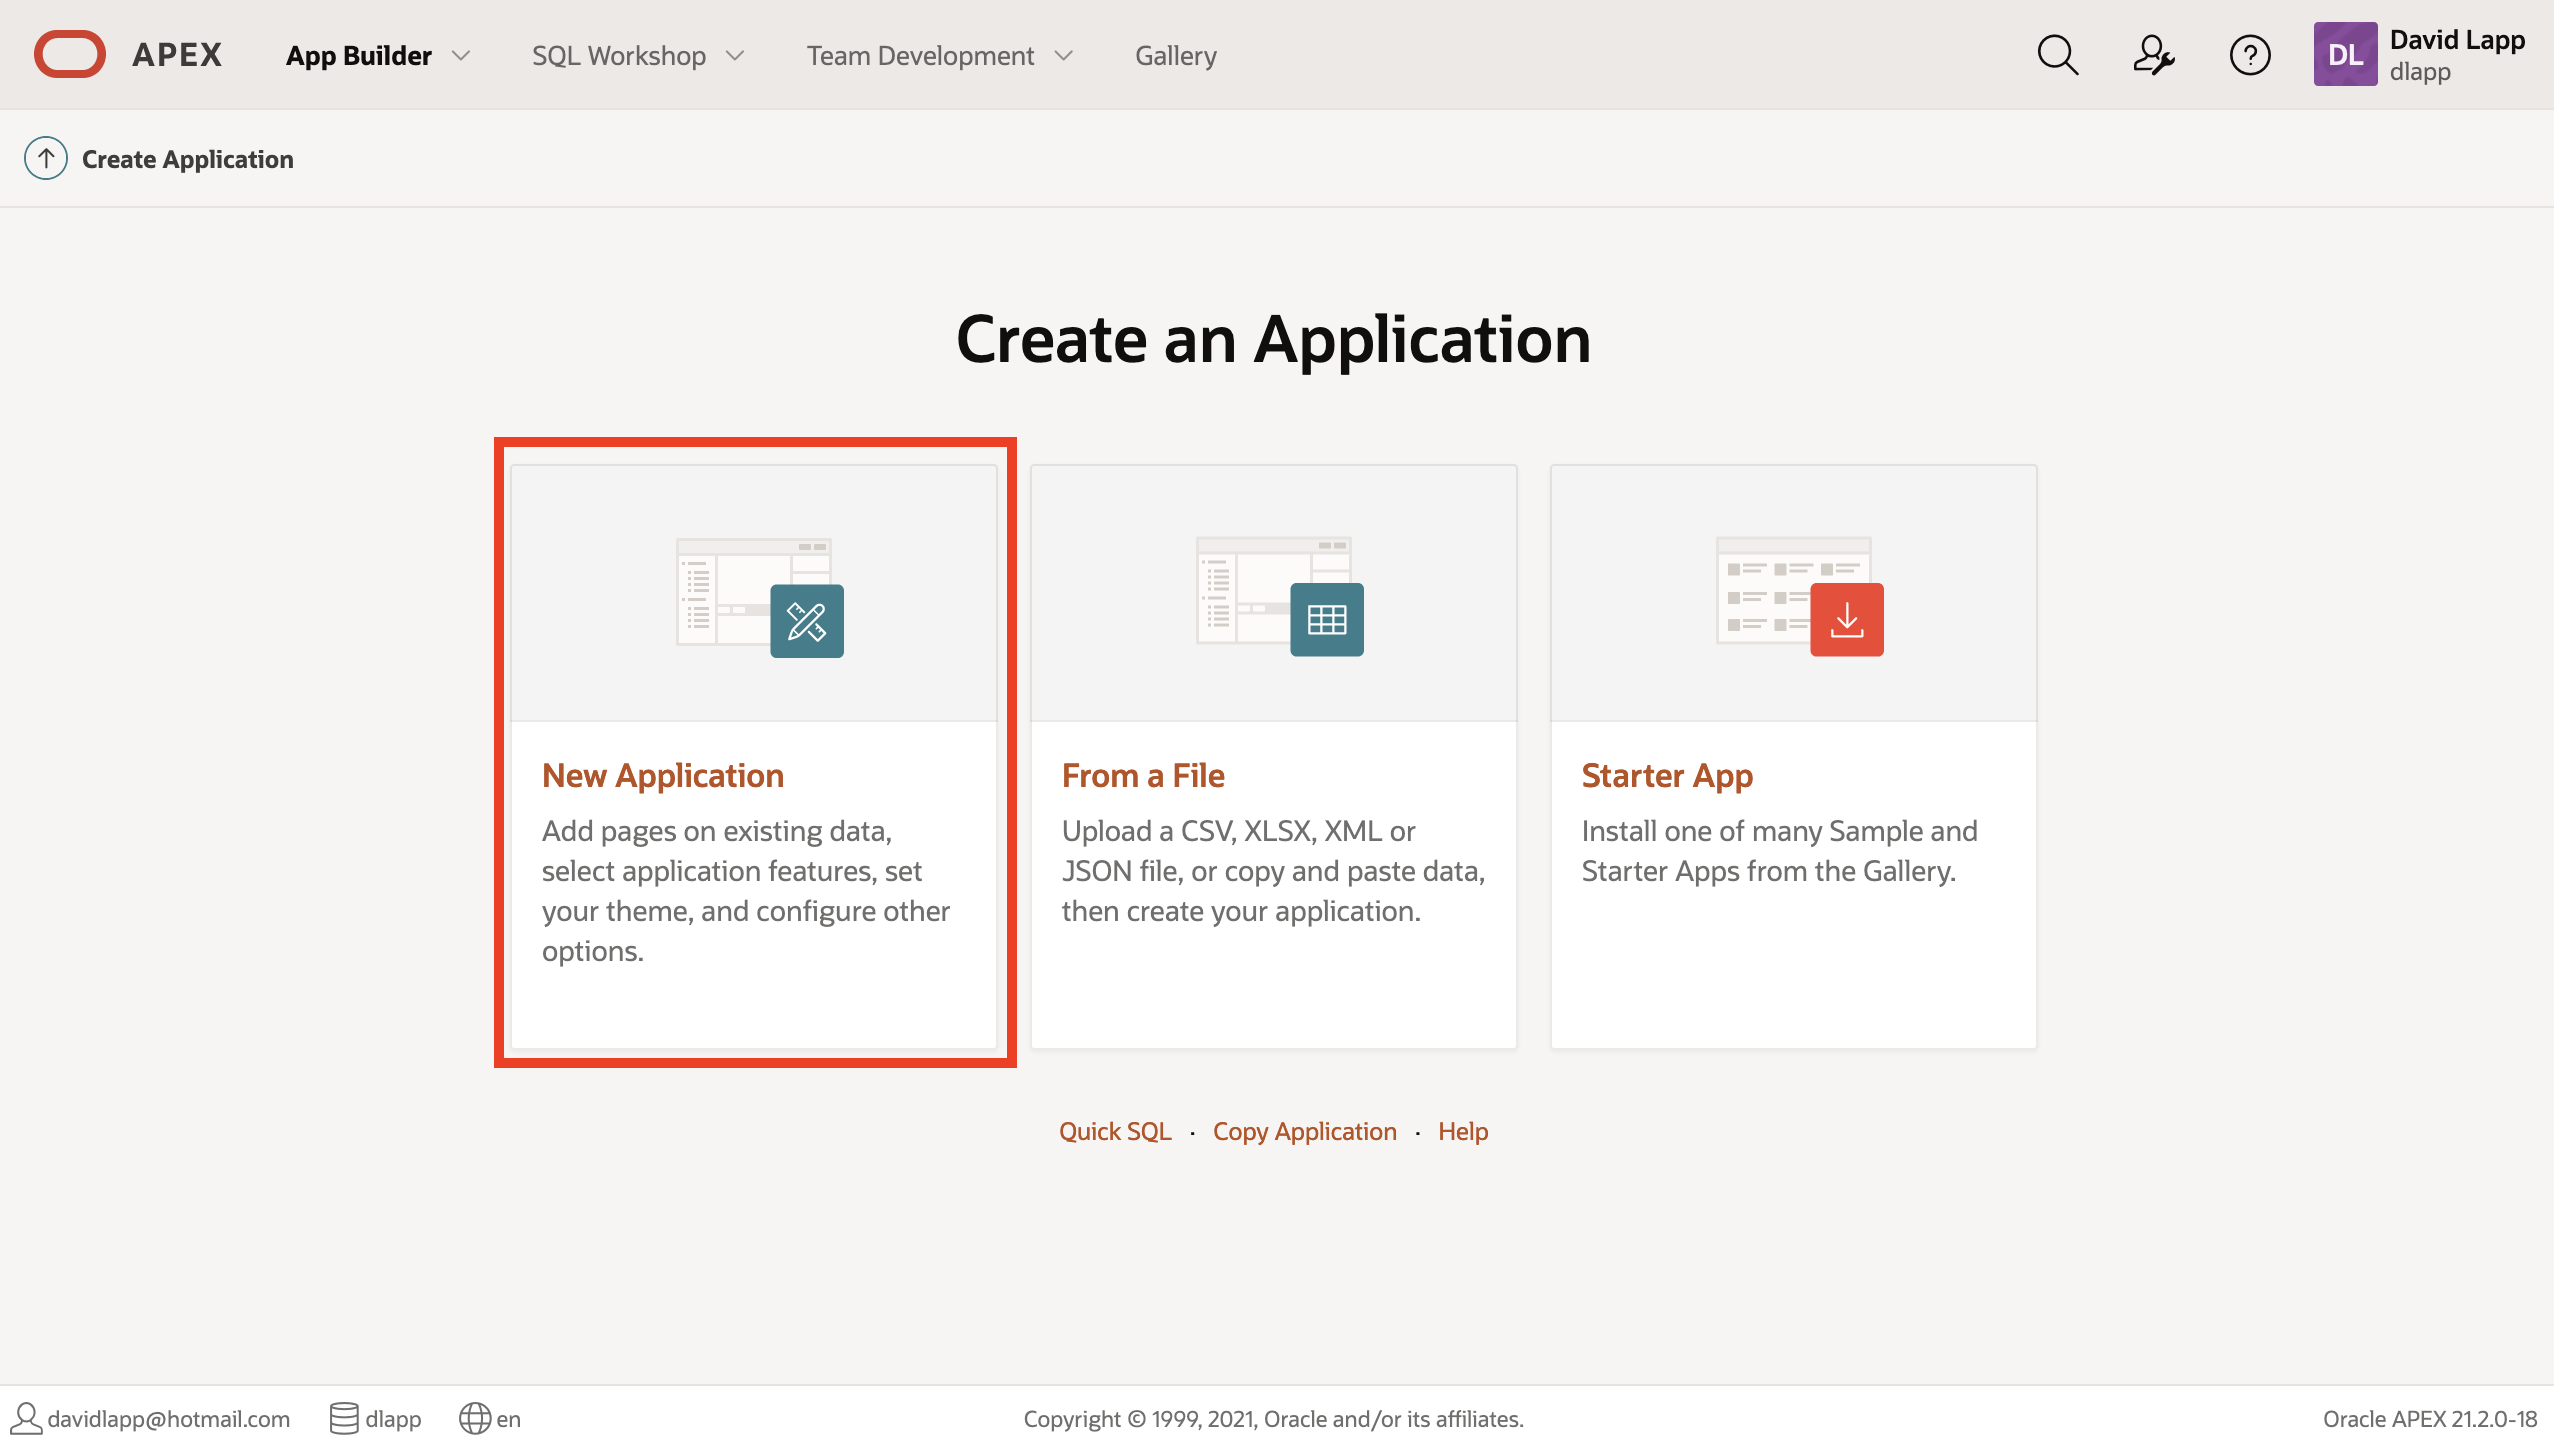 APEX App Builder SQL Workshop Team Development Gallery ? DL David Lapp
dlapp
Create Application
Create an Application
New Application
Add pages on existing data,
select application features, set
your theme, and configure other
options.
From a File
Upload a CSV, XLSX, XML or
JSON file, or copy and paste data,
then create your application.
Starter App
Install one of many Sample and
Starter Apps from the Gallery.
Quick SQL · Copy Application · Help
davidlapp@hotmail.com dlapp en Copyright © 1999, 2021, Oracle and/or its affiliates. Oracle APEX 21.2.0-18